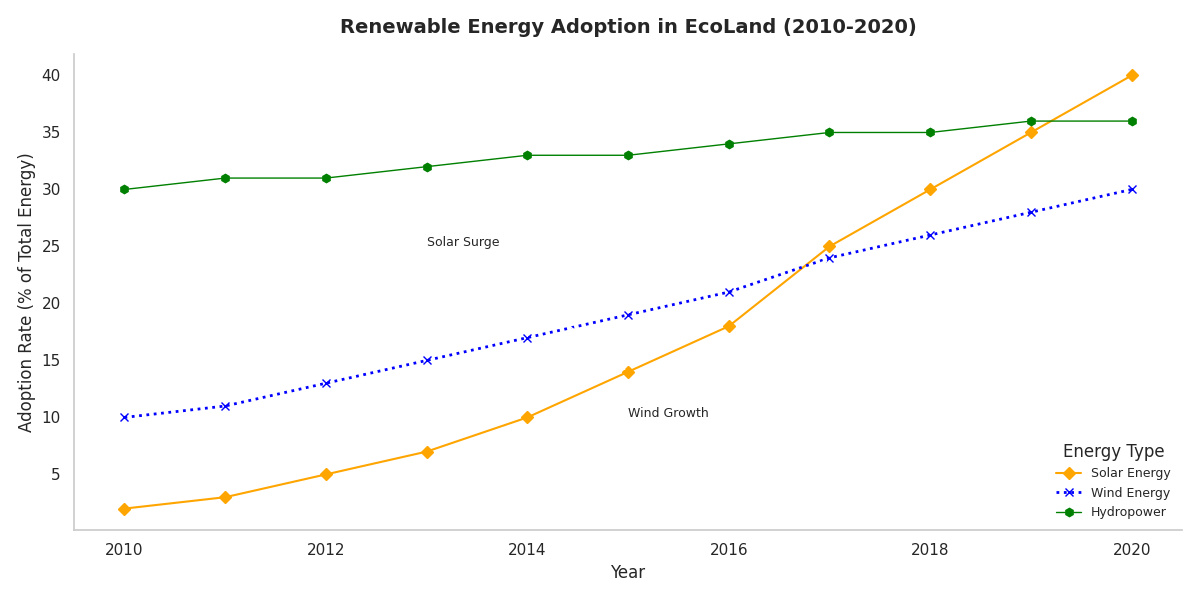 Renewable Energy Adoption in EcoLand (2010-2020)
Adoption Rate (% of Total Energy)
40
35
30
25
20
15
10
5
Solar Surge
Wind Growth
Energy Type
Solar Energy
Wind Energy
Hydropower
2010 2012 2014 2016 2018 2020
Year